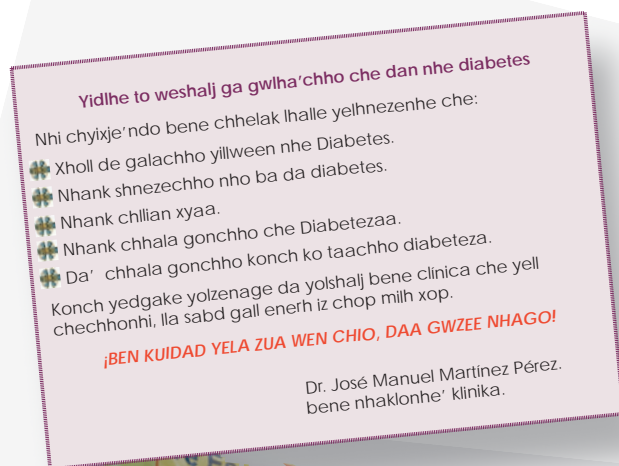 Yidlhe to weshalj ga gwlha'chho che dan nhe diabetes
Nhi chyixje'ndo bene chhelak lhalle yelhnezenhe che:
Xholl de galachho yillween nhe Diabetes.
Nhank shnezechho nho ba da diabetes.
Nhank chllian xyaa.
Nhank chhala gonchho che Diabetezaa.
Da' chhala gonchho konch ko taachho diabeteza.
Konch yedgake yolzenage da yolshalj bene clinica che yell
chechhonhi, lla sabd gall enerh iz chop milh xop.
¡BEN KUIDAD YELA ZUA WEN CHIO, DAA GWZEE NHAGO!
Dr. José Manuel Martínez Pérez.
bene nhaklonhe' klinika.